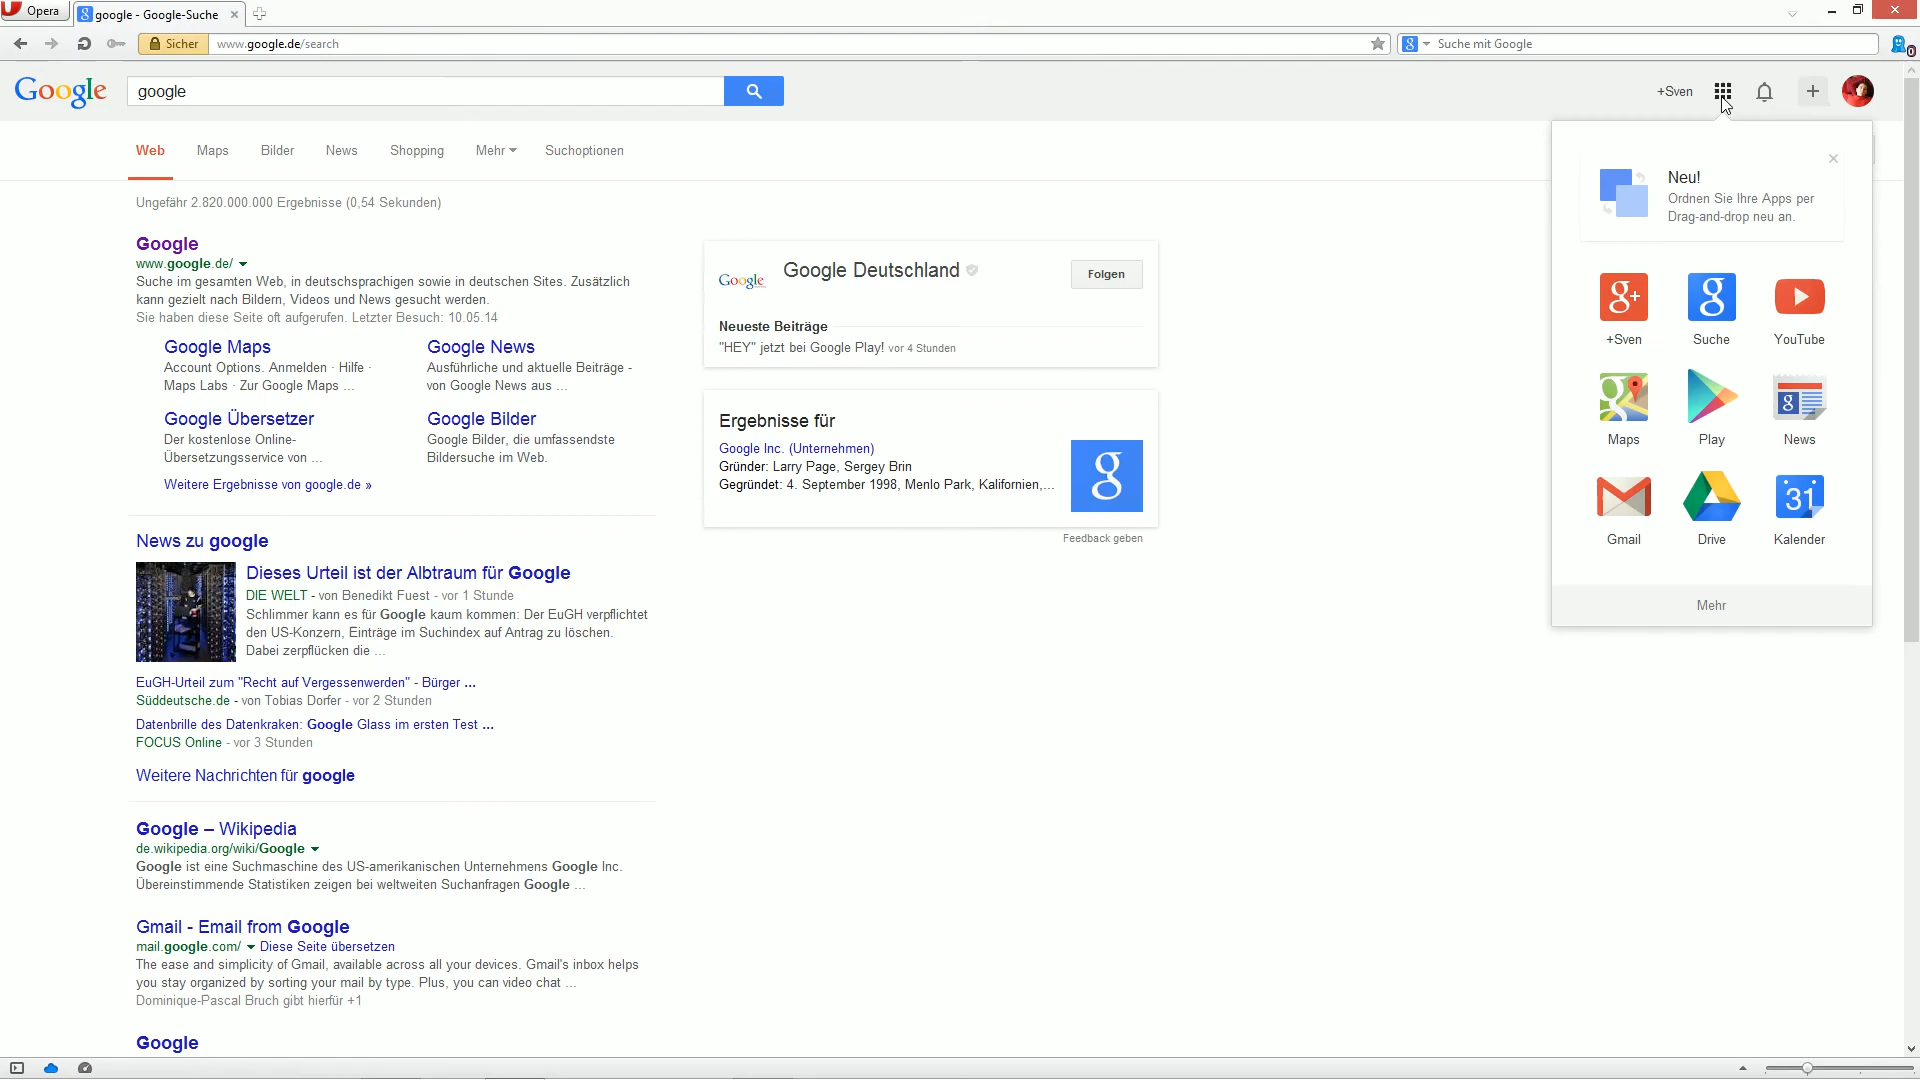 Opera
google - Google-Suche
Sicher
www.google.de/search
Suche mit Google
0
Google
google
+Sven
Web
Maps
Bilder
News
Shopping
Mehr
Suchoptionen
Ungefähr 2.820.000.000 Ergebnisse (0,54 Sekunden)
Google
www.google.de/
Suche im gesamten Web, in deutschsprachigen sowie in deutschen Sites. Zusätzlich
kann gezielt nach Bildern, Videos und News gesucht werden.
Sie haben diese Seite oft aufgerufen. Letzter Besuch: 10.05.14
Google Maps
Account Options. Anmelden · Hilfe ·
Maps Labs · Zur Google Maps ...
Google News
Ausführliche und aktuelle Beiträge -
von Google News aus ...
Google Übersetzer
Der kostenlose Online-
Übersetzungsservice von ...
Google Bilder
Google Bilder, die umfassendste
Bildersuche im Web.
Weitere Ergebnisse von google.de »
News zu google
Dieses Urteil ist der Albtraum für Google
DIE WELT - von Benedikt Fuest - vor 1 Stunde
Schlimmer kann es für Google kaum kommen: Der EuGH verpflichtet
den US-Konzern, Einträge im Suchindex auf Antrag zu löschen.
Dabei zerpflücken die ...
EuGH-Urteil zum "Recht auf Vergessenwerden" - Bürger ...
Süddeutsche.de - von Tobias Dorfer - vor 2 Stunden
Datenbrille des Datenkraken: Google Glass im ersten Test ...
FOCUS Online - vor 3 Stunden
Weitere Nachrichten für google
Google – Wikipedia
de.wikipedia.org/wiki/Google
Google ist eine Suchmaschine des US-amerikanischen Unternehmens Google Inc.
Übereinstimmende Statistiken zeigen bei weltweiten Suchanfragen Google ...
Gmail - Email from Google
mail.google.com/ Diese Seite übersetzen
The ease and simplicity of Gmail, available across all your devices. Gmail's inbox helps
you stay organized by sorting your mail by type. Plus, you can video chat ...
Dominique-Pascal Bruch gibt hierfür +1
Google
Google
Google Deutschland
Folgen
Neueste Beiträge
"HEY" jetzt bei Google Play! vor 4 Stunden
Ergebnisse für
Google Inc. (Unternehmen)
Gründer: Larry Page, Sergey Brin
Gegründet: 4. September 1998, Menlo Park, Kalifornien,...
g
Feedback geben
Neu!
Ordnen Sie Ihre Apps per
Drag-and-drop neu an.
g+
g
+Sven
Suche
YouTube
g
g
Maps
Play
News
31
Gmail
Drive
Kalender
Mehr